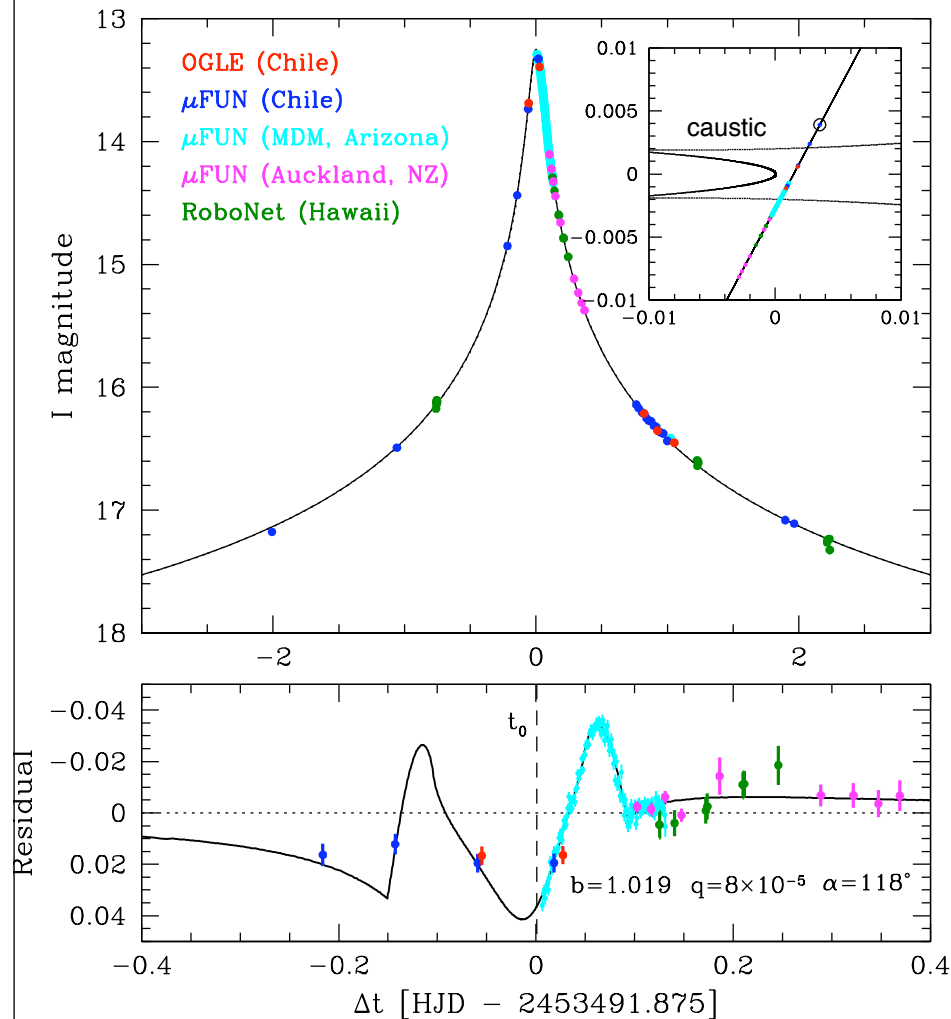 13
14
15
16
17
18
I magnitude
OGLE (Chile)
μFUN (Chile)
μFUN (MDM, Arizona)
μFUN (Auckland, NZ)
RoboNet (Hawaii)
caustic
0.01
0.005
0
−0.005
−0.01
−0.01
0
0.01
−2
0
2
Residual
−0.04
−0.02
0
0.02
0.04
t₀
b=1.019 q=8×10⁻⁵ α=118°
−0.4
−0.2
0
0.2
0.4
Δt [HJD − 2453491.875]